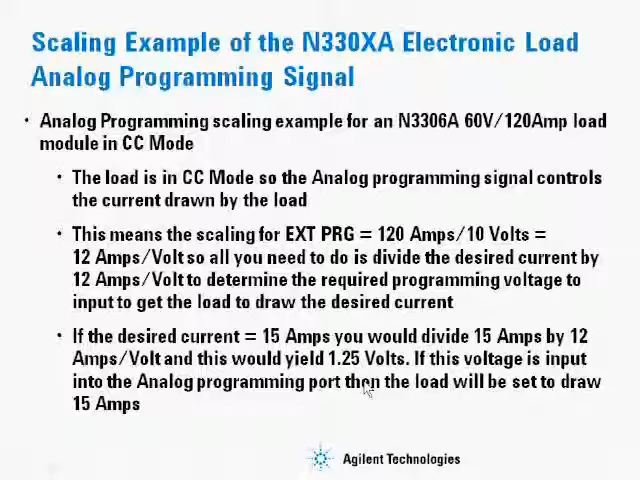 Scaling Example of the N330XA Electronic Load
Analog Programming Signal
• Analog Programming scaling example for an N3306A 60V/120Amp load
module in CC Mode
• The load is in CC Mode so the Analog programming signal controls
the current drawn by the load
• This means the scaling for EXT PRG = 120 Amps/10 Volts =
12 Amps/Volt so all you need to do is divide the desired current by
12 Amps/Volt to determine the required programming voltage to
input to get the load to draw the desired current
• If the desired current = 15 Amps you would divide 15 Amps by 12
Amps/Volt and this would yield 1.25 Volts. If this voltage is input
into the Analog programming port then the load will be set to draw
15 Amps
Agilent Technologies